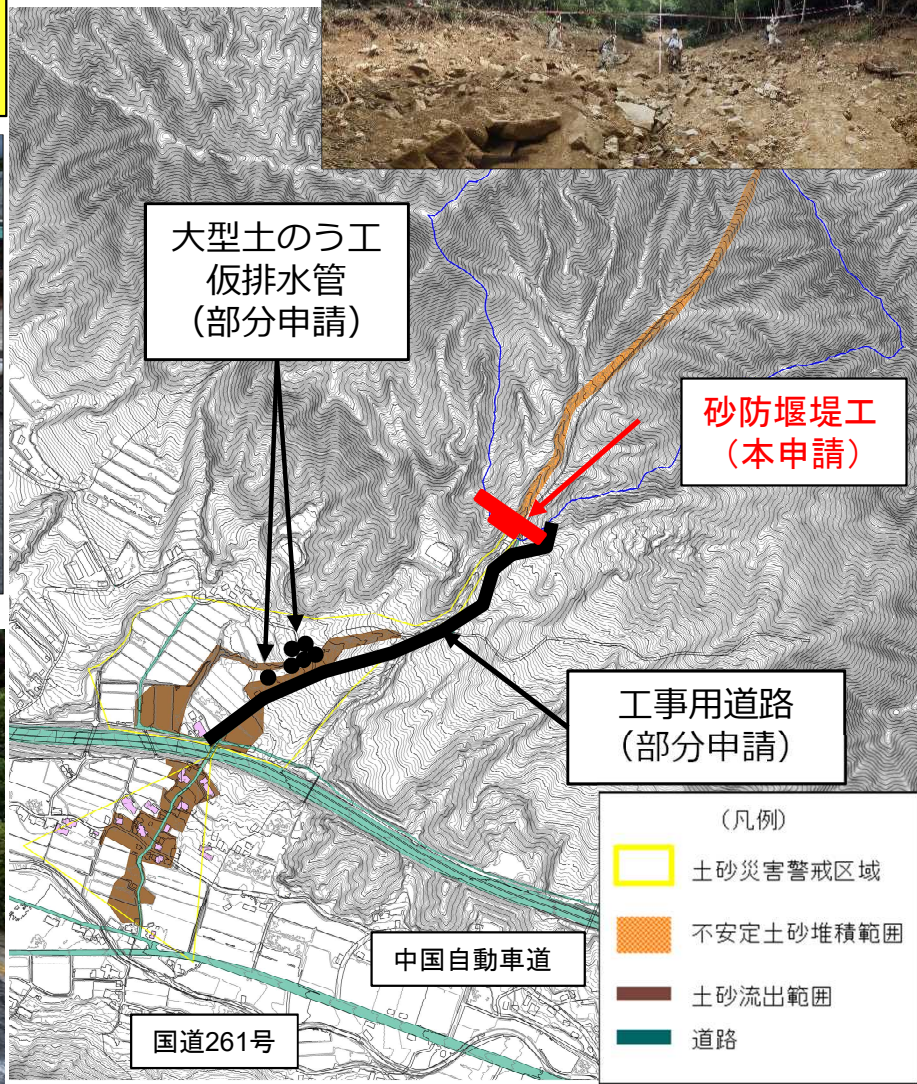 大型土のう工
仮排水管
（部分申請）
砂防堰堤工
（本申請）
工事用道路
（部分申請）
中国自動車道
国道261号
（凡例）
土砂災害警戒区域
不安定土砂堆積範囲
土砂流出範囲
道路